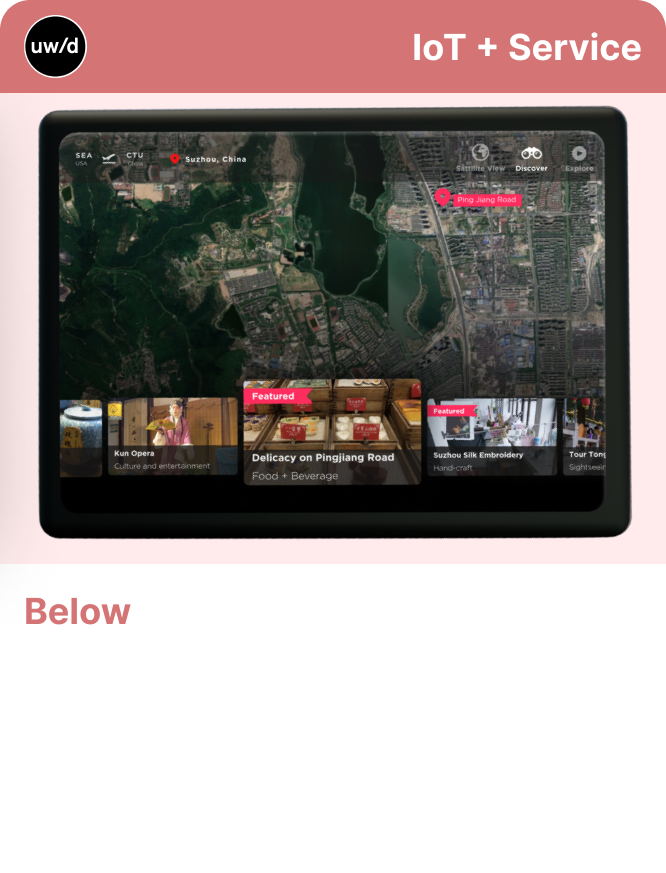 uw/d
IoT + Service
SEA
USA
CTU
China
Suzhou, China
Satellite View
Discover
Explore
Ping Jiang Road
Featured
Featured
Kun Opera
Culture and entertainment
Delicacy on Pingjiang Road
Food + Beverage
Suzhou Silk Embroidery
Hand-craft
Tour Tong
Sightseein
Below